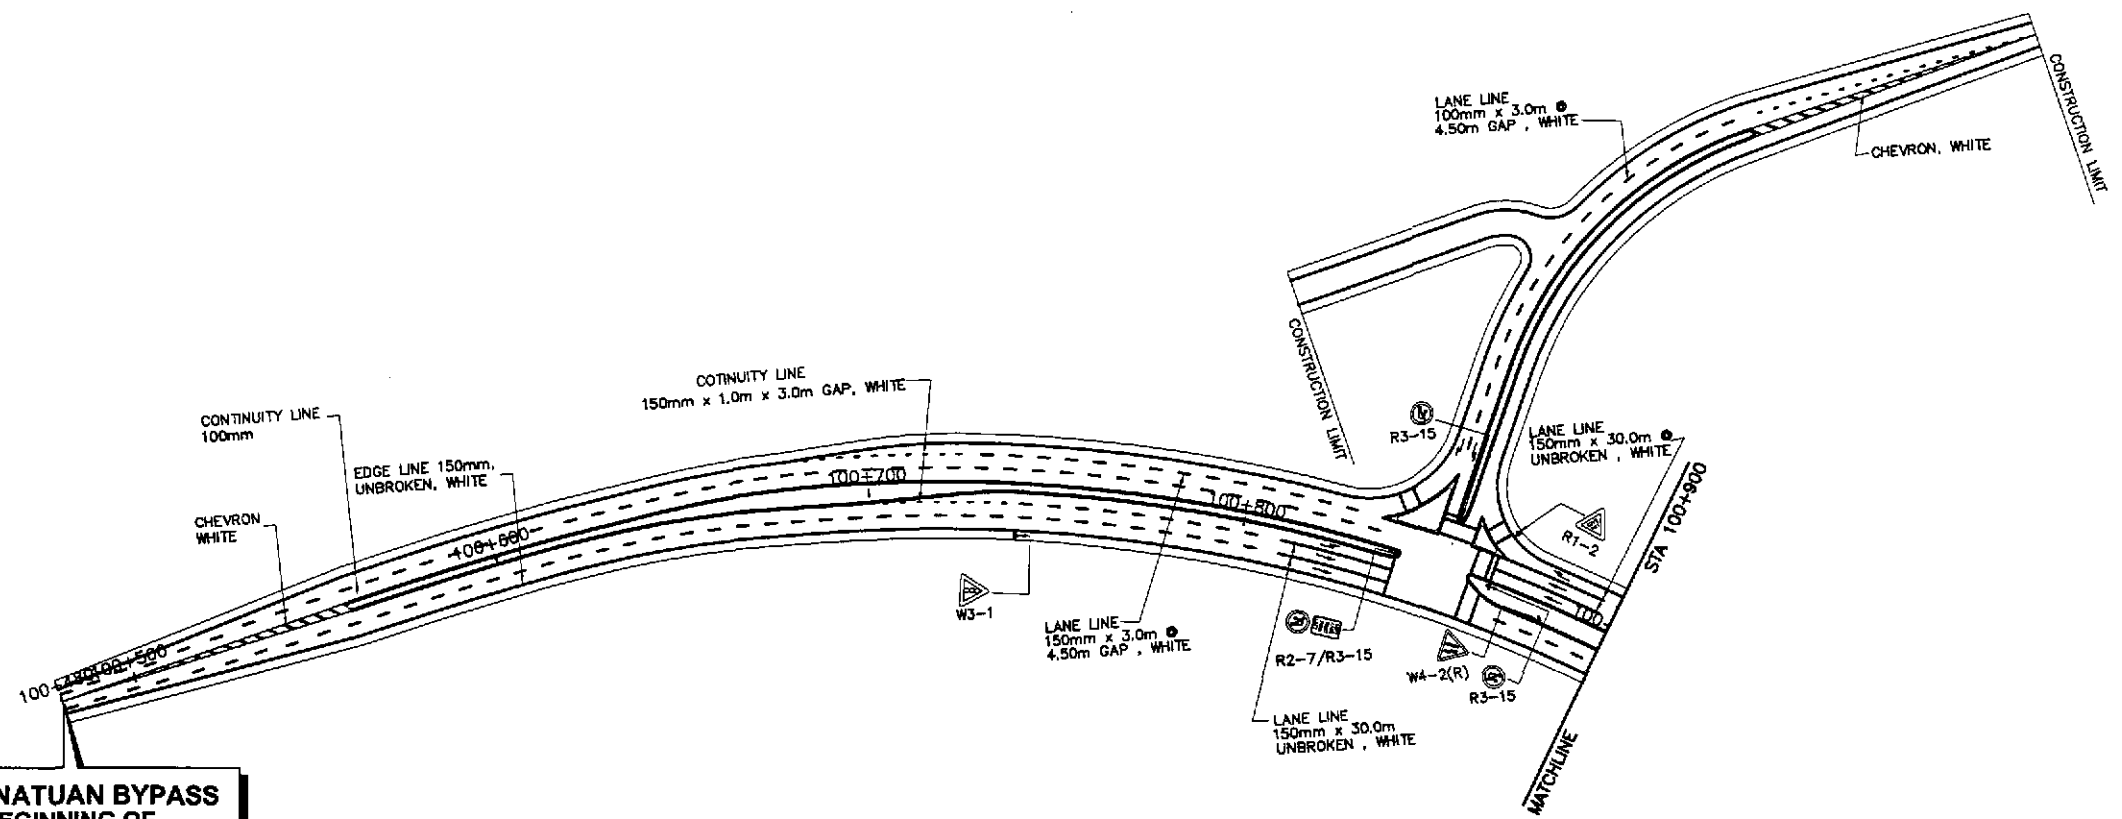 LANE LINE
100mm x 3.0m @
4.50m GAP , WHITE
CHEVRON, WHITE
CONSTRUCTION LIMIT
CONSTRUCTION LIMIT
COTINUITY LINE
150mm x 1.0m x 3.0m GAP, WHITE
CONTINUITY LINE
100mm
EDGE LINE 150mm,
UNBROKEN, WHITE
CHEVRON
WHITE
R3-15
LANE LINE
150mm x 30.0m @
UNBROKEN , WHITE
STA 100+900
100+700
100+800
100+500
R1-2
W3-1
LANE LINE
150mm x 3.0m @
4.50m GAP , WHITE
R2-7/R3-15
W4-2(R)
R3-15
LANE LINE
150mm x 30.0m
UNBROKEN , WHITE
MATCHLINE
NATUAN BYPASS